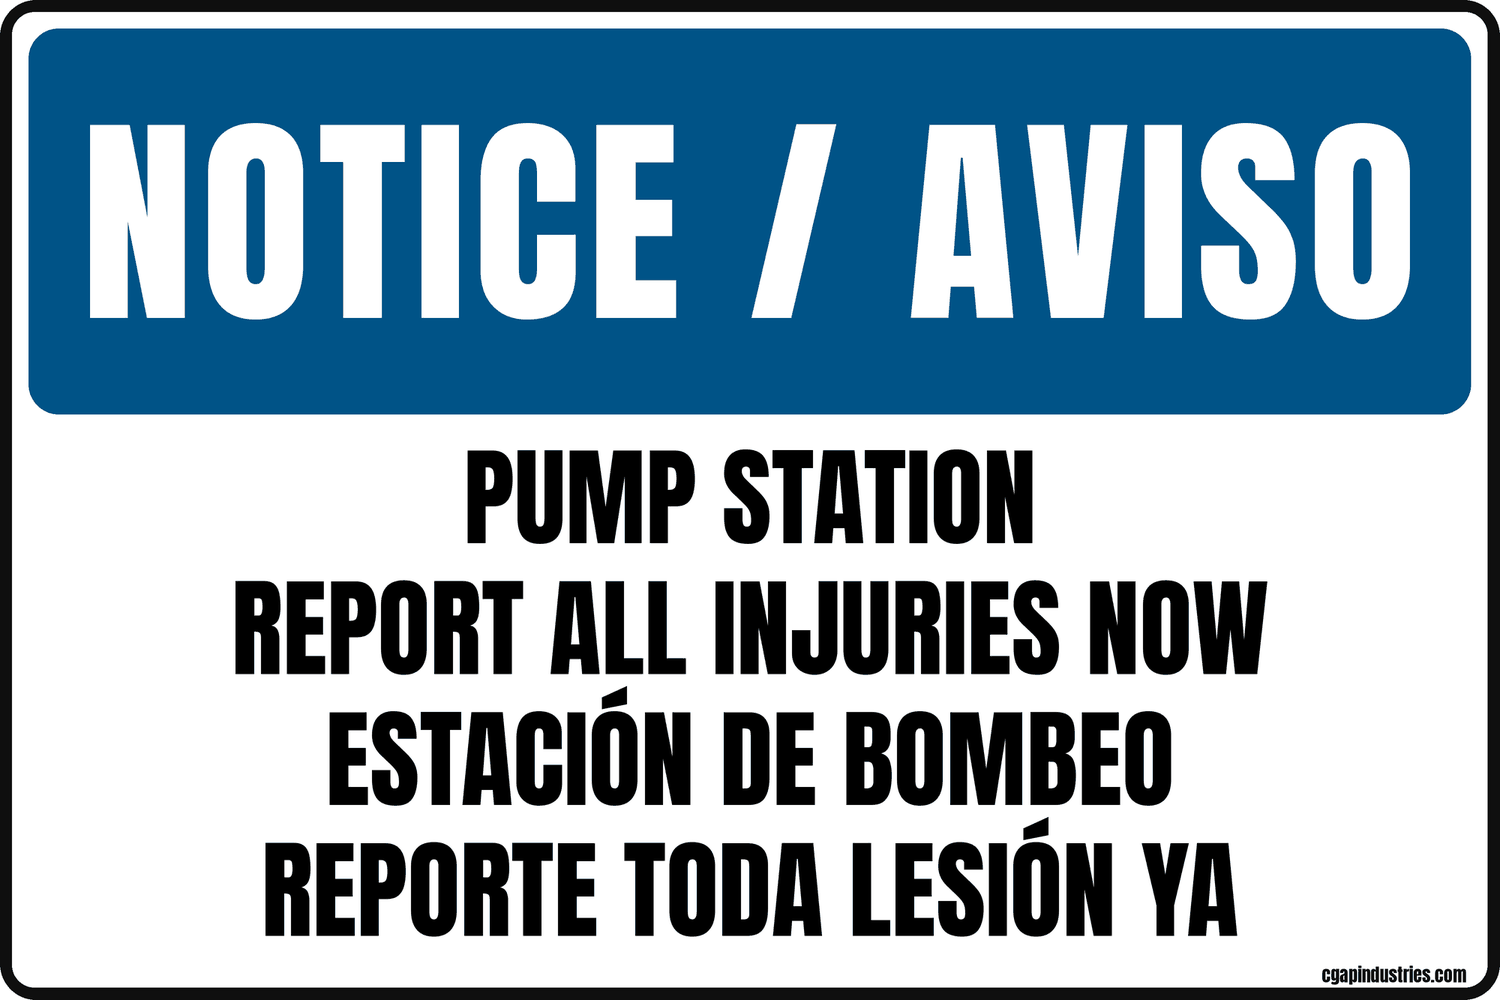 NOTICE / AVISO
PUMP STATION
REPORT ALL INJURIES NOW
ESTACIÓN DE BOMBEO
REPORTE TODA LESIÓN YA
cgapindustries.com